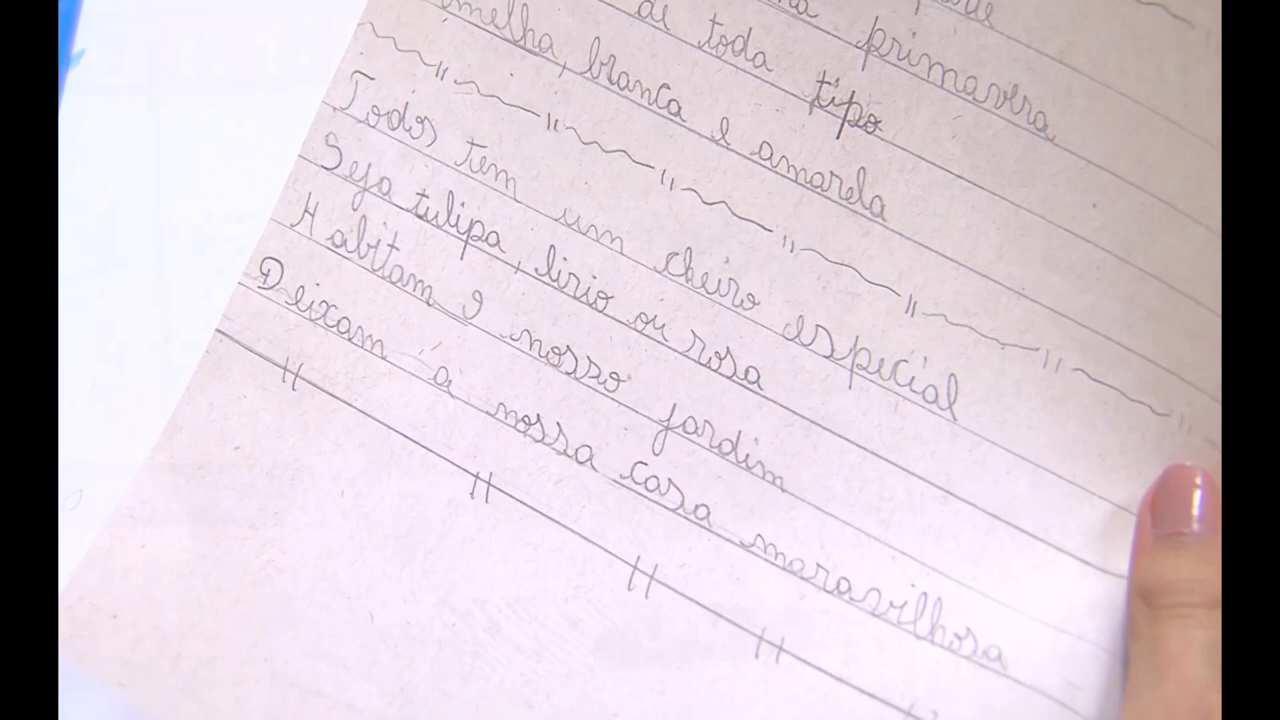 primavera
de toda tipo
melha, branca e amarela
Todos tem um cheiro especial
Seja tulipa, lirio ou rosa
Habitam o nosso jardim
Deixam á nossa casa maravilhosa